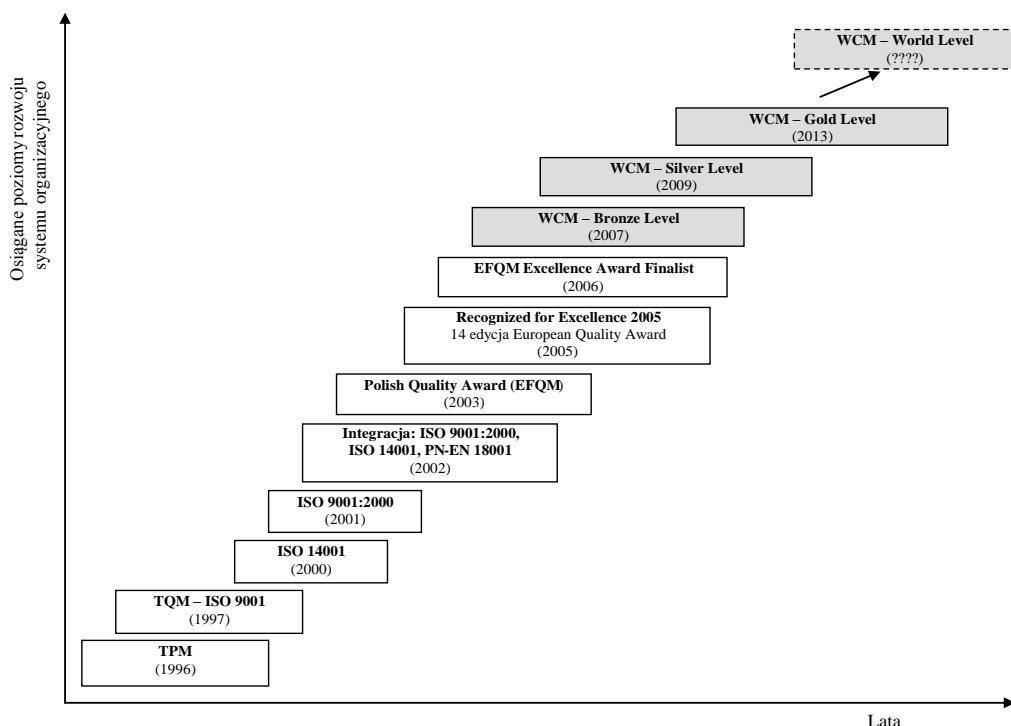 Osiągane poziomy rozwoju
systemu organizacyjnego
WCM – World Level
(????)
WCM – Gold Level
(2013)
WCM – Silver Level
(2009)
WCM – Bronze Level
(2007)
EFQM Excellence Award Finalist
(2006)
Recognized for Excellence 2005
14 edycja European Quality Award
(2005)
Polish Quality Award (EFQM)
(2003)
Integracja: ISO 9001:2000,
ISO 14001, PN-EN 18001
(2002)
ISO 9001:2000
(2001)
ISO 14001
(2000)
TQM – ISO 9001
(1997)
TPM
(1996)
Lata